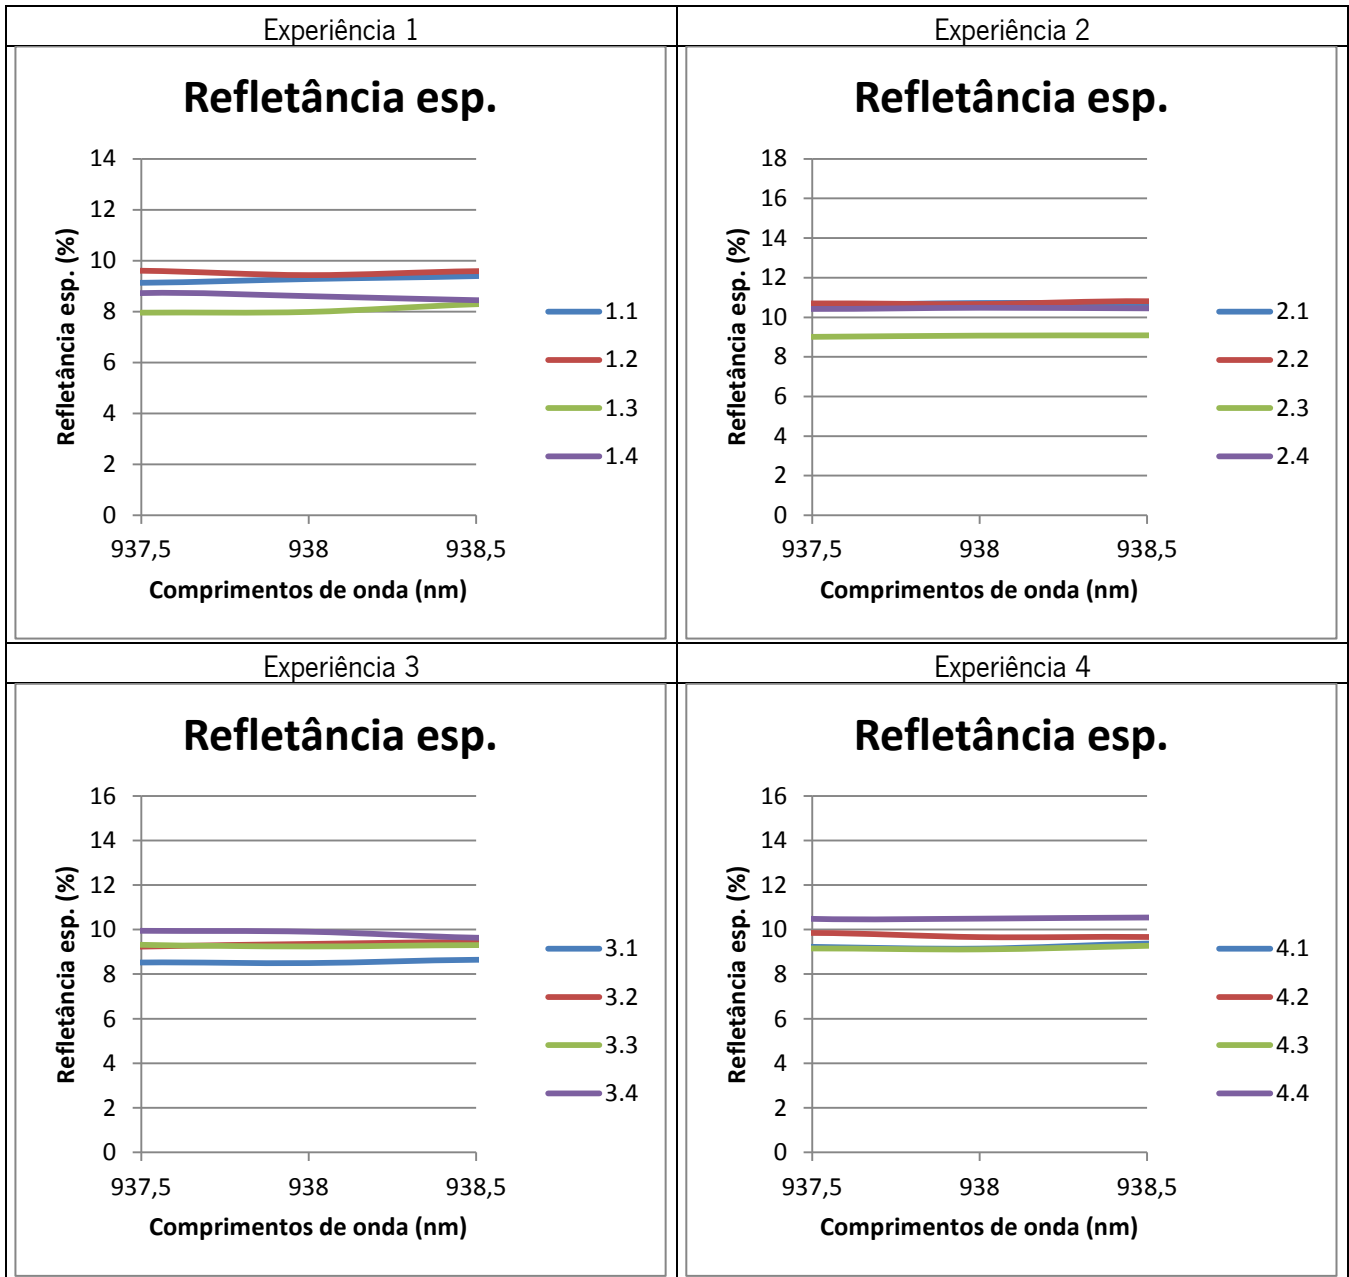 Experiência 1
Refletância esp.
Refletância esp. (%)
14
12
10
8
6
4
2
0
937,5 938 938,5
Comprimentos de onda (nm)
1.1
1.2
1.3
1.4
Experiência 2
Refletância esp.
Refletância esp. (%)
18
16
14
12
10
8
6
4
2
0
937,5 938 938,5
Comprimentos de onda (nm)
2.1
2.2
2.3
2.4
Experiência 3
Refletância esp.
Refletância esp. (%)
16
14
12
10
8
6
4
2
0
937,5 938 938,5
Comprimentos de onda (nm)
3.1
3.2
3.3
3.4
Experiência 4
Refletância esp.
Refletância esp. (%)
16
14
12
10
8
6
4
2
0
937,5 938 938,5
Comprimentos de onda (nm)
4.1
4.2
4.3
4.4